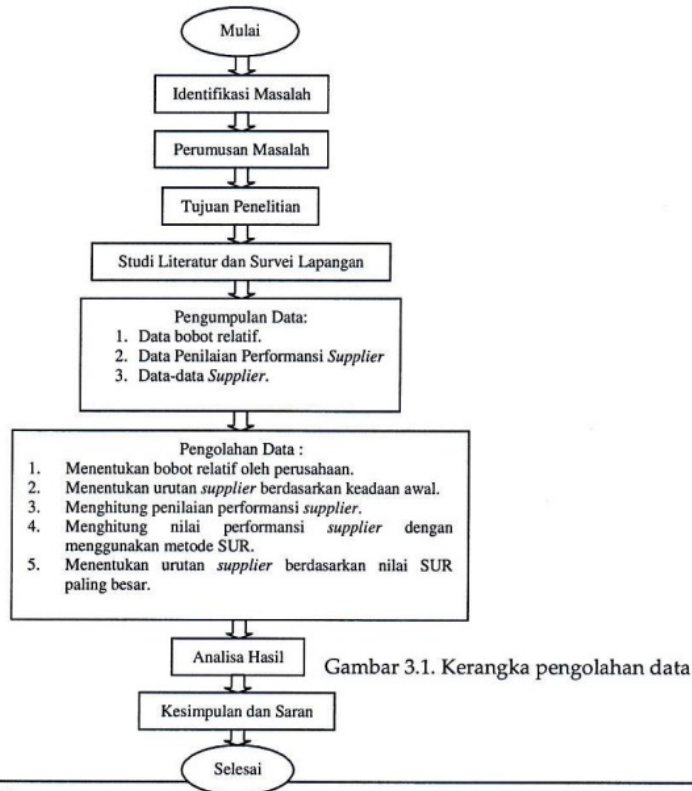 Mulai
Identifikasi Masalah
Perumusan Masalah
Tujuan Penelitian
Studi Literatur dan Survei Lapangan
Pengumpulan Data:
1. Data bobot relatif.
2. Data Penilaian Performansi Supplier
3. Data-data Supplier.
Pengolahan Data :
1. Menentukan bobot relatif oleh perusahaan.
2. Menentukan urutan supplier berdasarkan keadaan awal.
3. Menghitung penilaian performansi supplier.
4. Menghitung nilai performansi supplier dengan
menggunakan metode SUR.
5. Menentukan urutan supplier berdasarkan nilai SUR
paling besar.
Analisa Hasil
Gambar 3.1. Kerangka pengolahan data
Kesimpulan dan Saran
Selesai